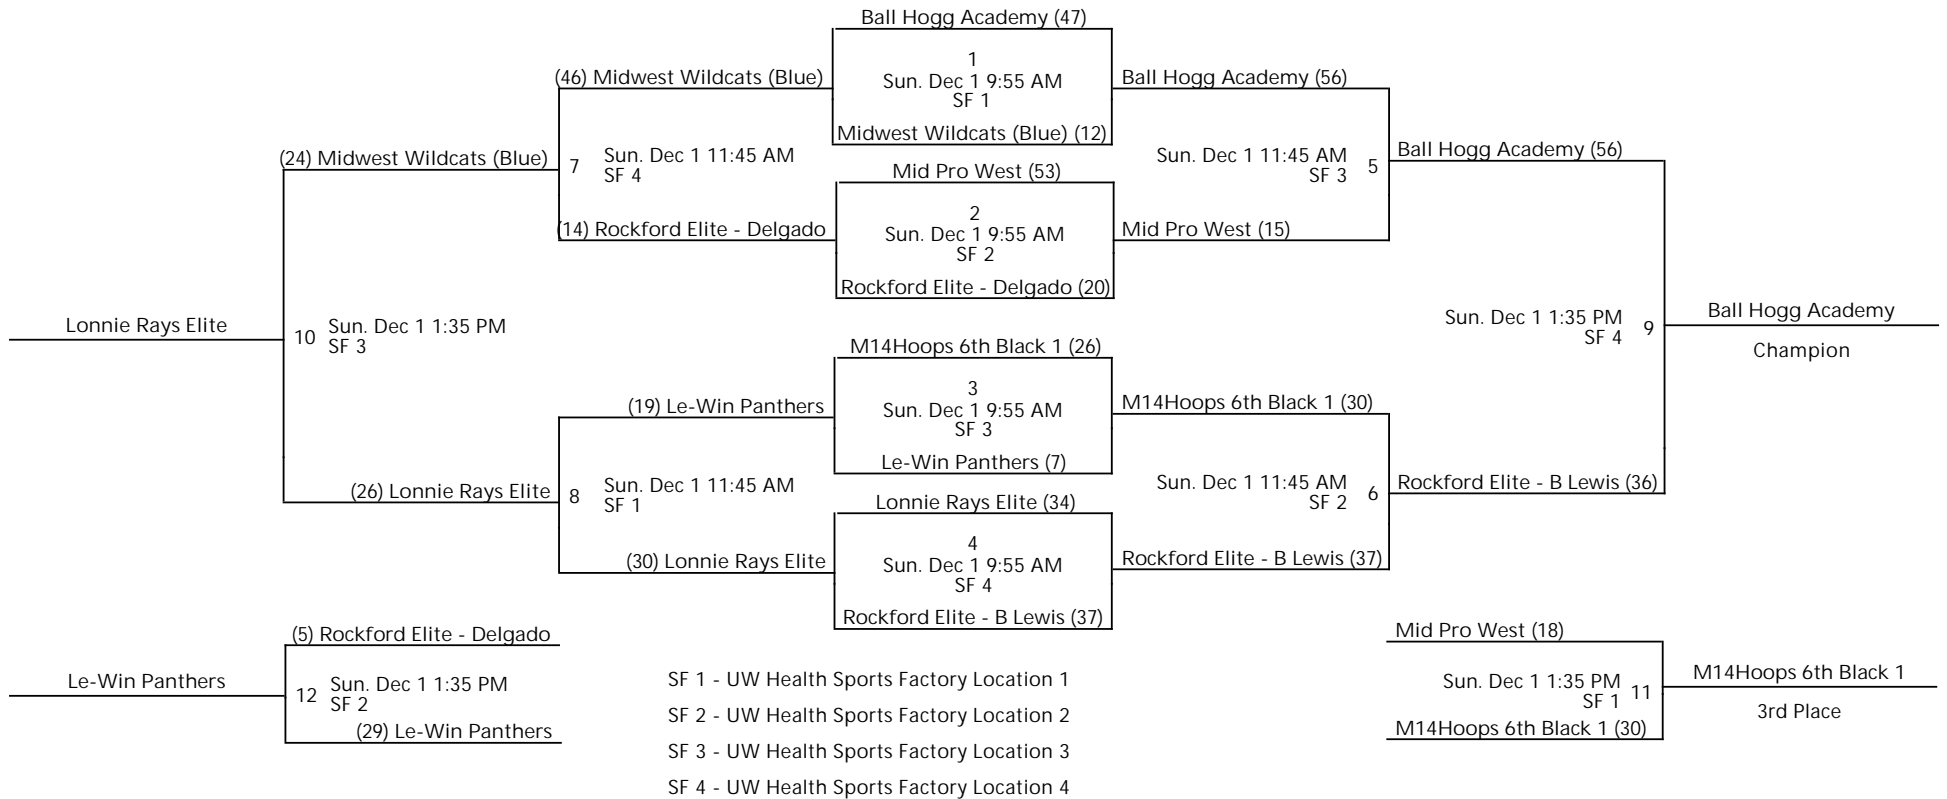 Ball Hogg Academy (47)
1
Sun. Dec 1 9:55 AM
SF 1
Midwest Wildcats (Blue) (12)
(46) Midwest Wildcats (Blue)
Ball Hogg Academy (56)
(24) Midwest Wildcats (Blue)
7
Sun. Dec 1 11:45 AM
SF 4
Sun. Dec 1 11:45 AM
SF 3
5
Ball Hogg Academy (56)
Mid Pro West (53)
2
Sun. Dec 1 9:55 AM
SF 2
Rockford Elite - Delgado (20)
(14) Rockford Elite - Delgado
Mid Pro West (15)
Lonnie Rays Elite
10
Sun. Dec 1 1:35 PM
SF 3
Sun. Dec 1 1:35 PM
SF 4
9
Ball Hogg Academy
Champion
M14Hoops 6th Black 1 (26)
3
Sun. Dec 1 9:55 AM
SF 3
Le-Win Panthers (7)
(19) Le-Win Panthers
M14Hoops 6th Black 1 (30)
(26) Lonnie Rays Elite
8
Sun. Dec 1 11:45 AM
SF 1
Sun. Dec 1 11:45 AM
SF 2
6
Rockford Elite - B Lewis (36)
Lonnie Rays Elite (34)
4
Sun. Dec 1 9:55 AM
SF 4
Rockford Elite - B Lewis (37)
(30) Lonnie Rays Elite
Rockford Elite - B Lewis (37)
(5) Rockford Elite - Delgado
Le-Win Panthers
12
Sun. Dec 1 1:35 PM
SF 2
(29) Le-Win Panthers
SF 1 - UW Health Sports Factory Location 1
SF 2 - UW Health Sports Factory Location 2
SF 3 - UW Health Sports Factory Location 3
SF 4 - UW Health Sports Factory Location 4
Mid Pro West (18)
Sun. Dec 1 1:35 PM
SF 1
11
M14Hoops 6th Black 1 (30)
M14Hoops 6th Black 1
3rd Place